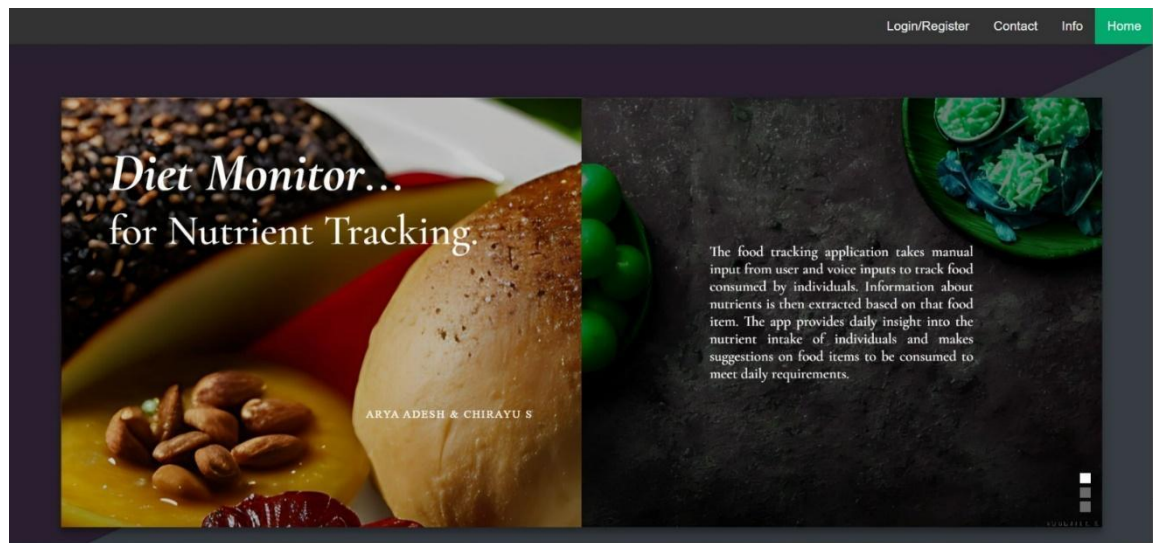 Login/Register Contact Info Home
Diet Monitor...
for Nutrient Tracking.
ARYA ADESH & CHIRAYU S
The food tracking application takes manual
input from user and voice inputs to track food
consumed by individuals. Information about
nutrients is then extracted based on that food
item. The app provides daily insight into the
nutrient intake of individuals and makes
suggestions on food items to be consumed to
meet daily requirements.